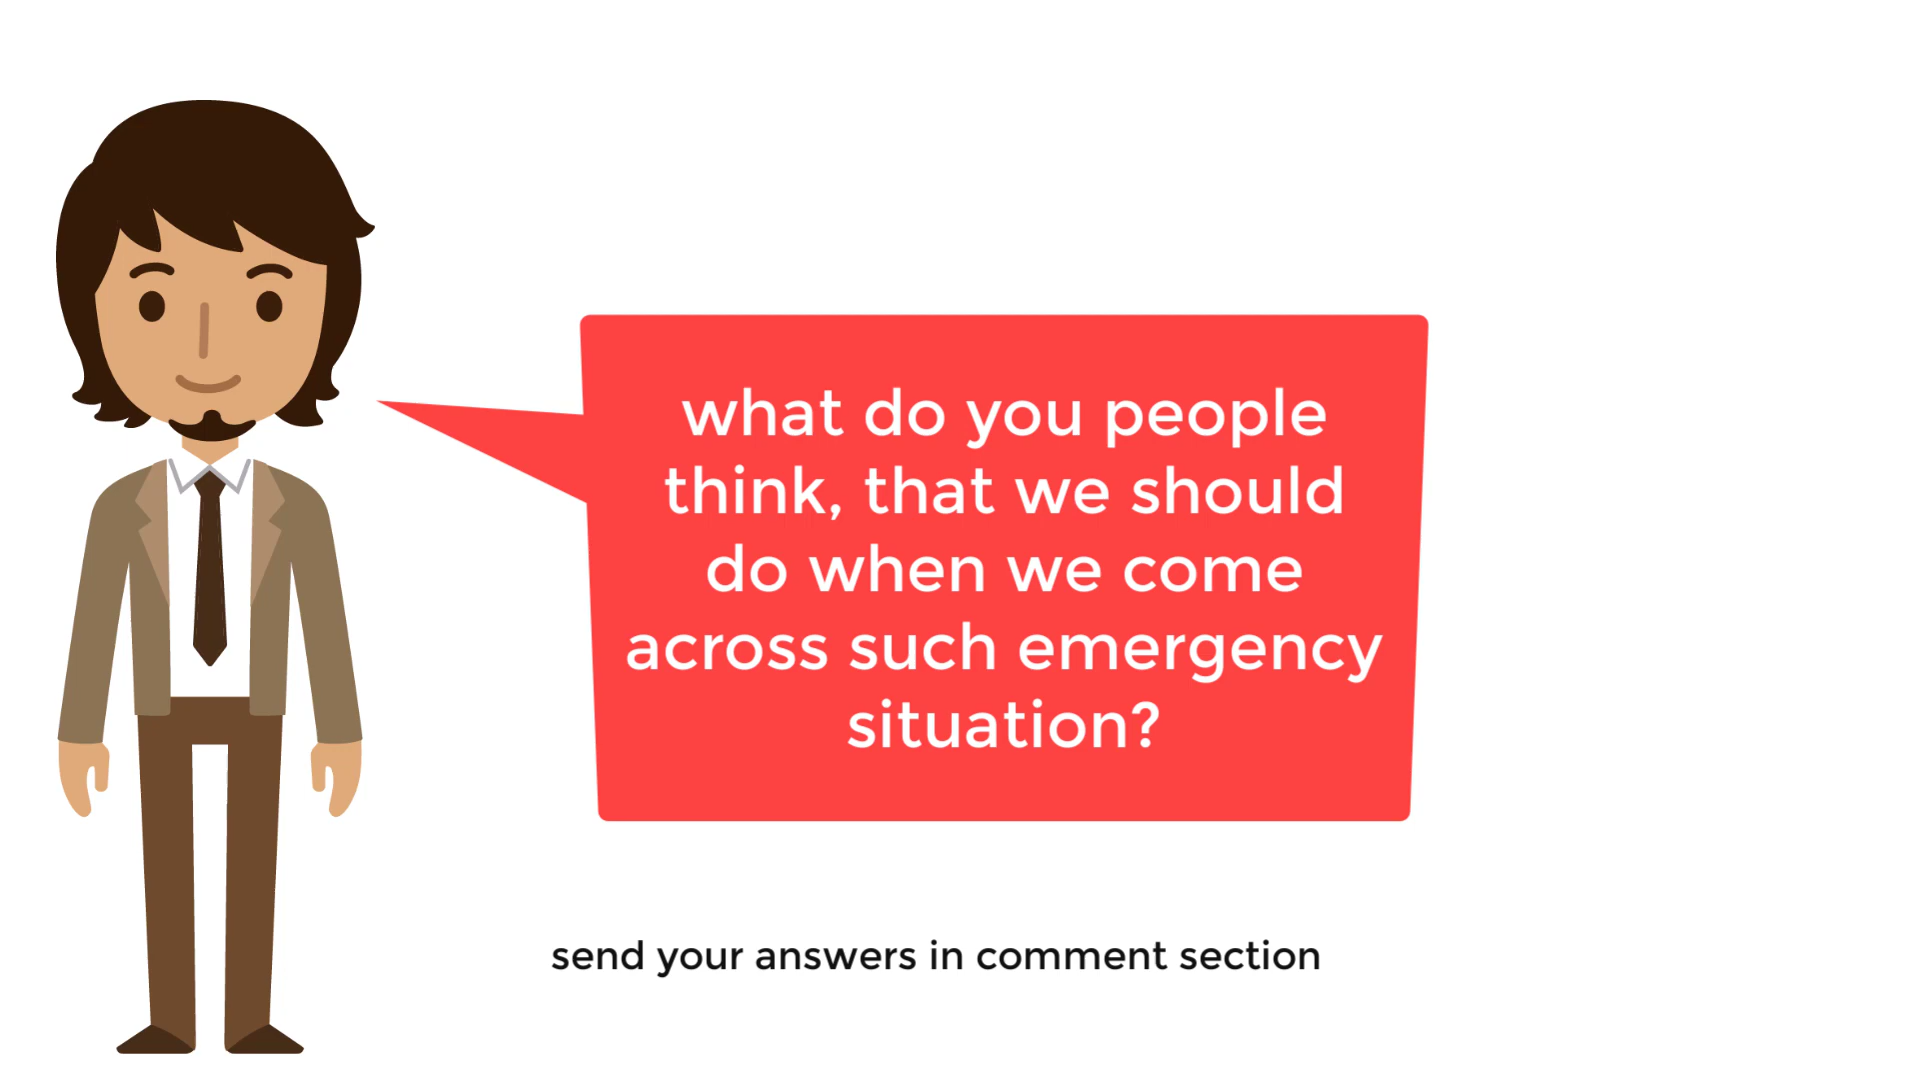 what do you people
think, that we should
do when we come
across such emergency
situation?
send your answers in comment section